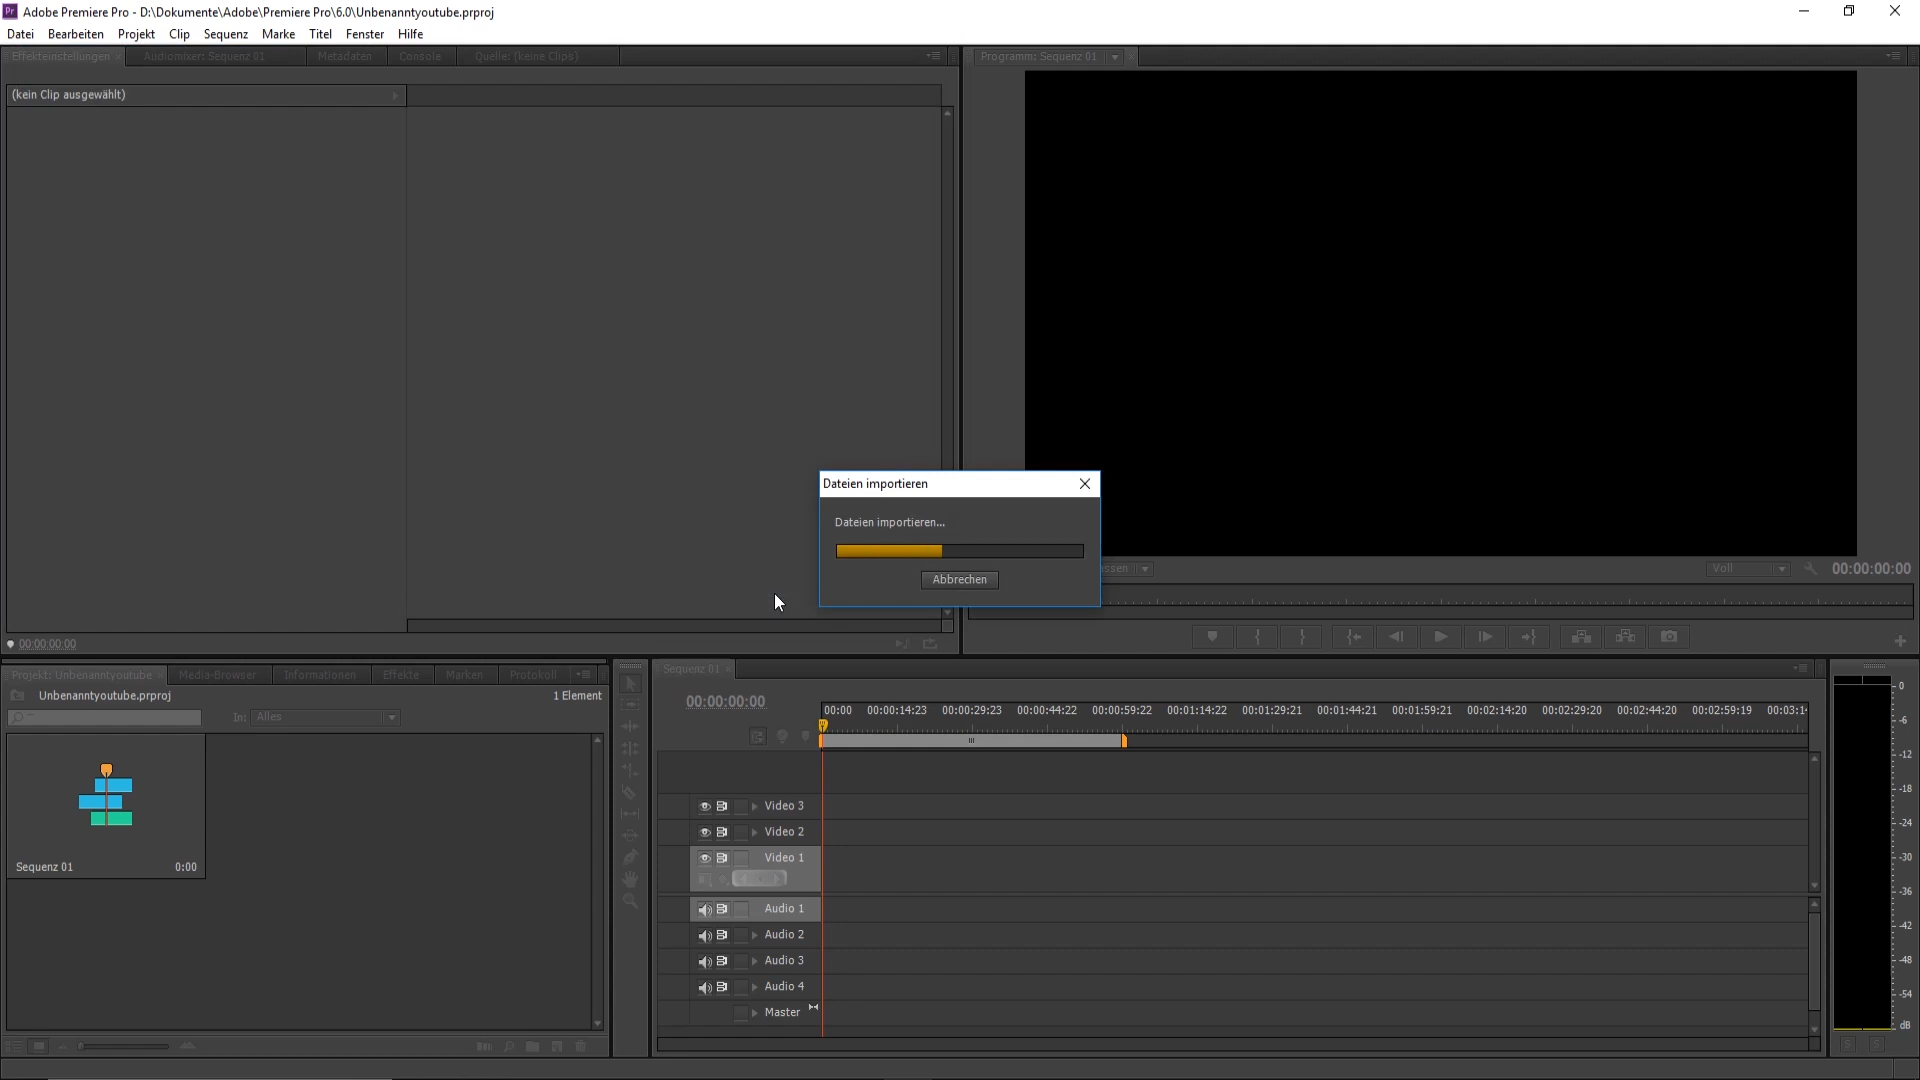 Pr Adobe Premiere Pro - D:\Dokumente\Adobe\Premiere Pro\6.0\Unbenanntyoutube.prproj
Datei Bearbeiten Projekt Clip Sequenz Marke Titel Fenster Hilfe
Effekteinstellungen Audiomixer: Sequenz 01 Metadaten Console Quelle: (keine Clips) Programm: Sequenz 01
(kein Clip ausgewählt)
Dateien importieren
Dateien importieren...
Abbrechen
ssen Voll 00:00:00:00
00:00:00:00
Projekt: Unbenanntyoutube Media-Browser Informationen Effekte Marken Protokoll
Unbenanntyoutube.prproj 1 Element
In: Alles
Sequenz 01 0:00
Sequenz 01
00:00:00:00
00:00 00:00:14:23 00:00:29:23 00:00:44:22 00:00:59:22 00:01:14:22 00:01:29:21 00:01:44:21 00:01:59:21 00:02:14:20 00:02:29:20 00:02:44:20 00:02:59:19 00:03:1
Video 3
Video 2
Video 1
Audio 1
Audio 2
Audio 3
Audio 4
Master
0
-6
-12
-18
-24
-30
-36
-42
-48
-54
dB
S S